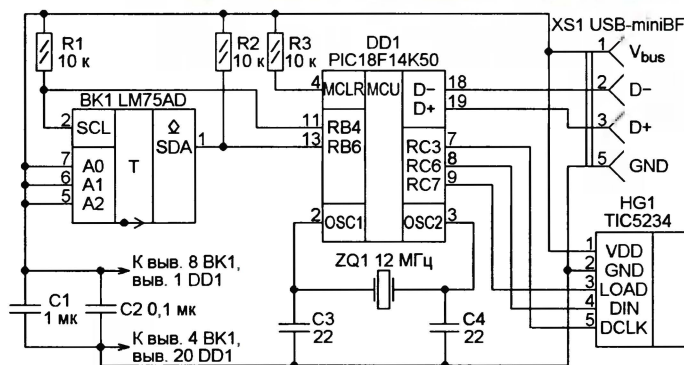 XS1 USB-miniBF
R1
10 к
R2
10 к
R3
10 к
DD1
PIC18F14K50
1
Vbus
4
MCLR
MCU
D−
18
2
D−
D+
19
3
D+
BK1 LM75AD
2
SCL
SDA
1
11
RB4
13
RB6
RC3
7
RC6
8
RC7
9
5
GND
7
A0
6
A1
5
A2
T
2
OSC1
OSC2
3
HG1
TIC5234
ZQ1 12 МГц
1
VDD
2
GND
3
LOAD
4
DIN
5
DCLK
К выв. 8 BK1,
выв. 1 DD1
C1
1 мк
C2 0,1 мк
К выв. 4 BK1,
выв. 20 DD1
C3
22
C4
22